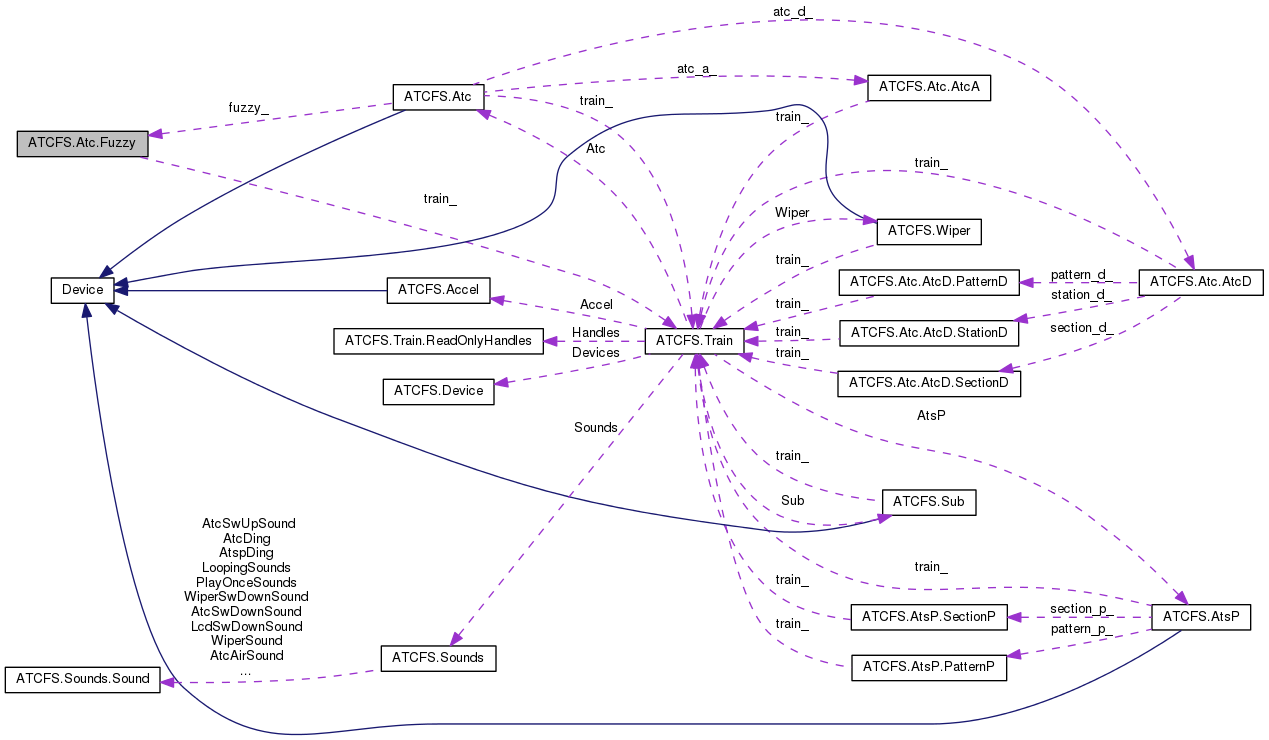 atc_d_
atc_a_
ATCFS.Atc
ATCFS.Atc.AtcA
fuzzy_
train_
train_
ATCFS.Atc.Fuzzy
Atc
train_
train_
Wiper
ATCFS.Wiper
train_
pattern_d_
Device
ATCFS.Accel
ATCFS.Atc.AtcD.PatternD
ATCFS.Atc.AtcD
station_d_
Accel
train_
section_d_
Handles
train_
ATCFS.Atc.AtcD.StationD
ATCFS.Train.ReadOnlyHandles
ATCFS.Train
Devices
train_
ATCFS.Device
ATCFS.Atc.AtcD.SectionD
AtsP
Sounds
train_
Sub
ATCFS.Sub
AtcSwUpSound
AtcDing
AtspDing
LoopingSounds
PlayOnceSounds
WiperSwDownSound
AtcSwDownSound
LcdSwDownSound
WiperSound
AtcAirSound
...
train_
train_
section_p_
ATCFS.AtsP.SectionP
ATCFS.AtsP
train_
pattern_p_
ATCFS.Sounds
ATCFS.AtsP.PatternP
ATCFS.Sounds.Sound